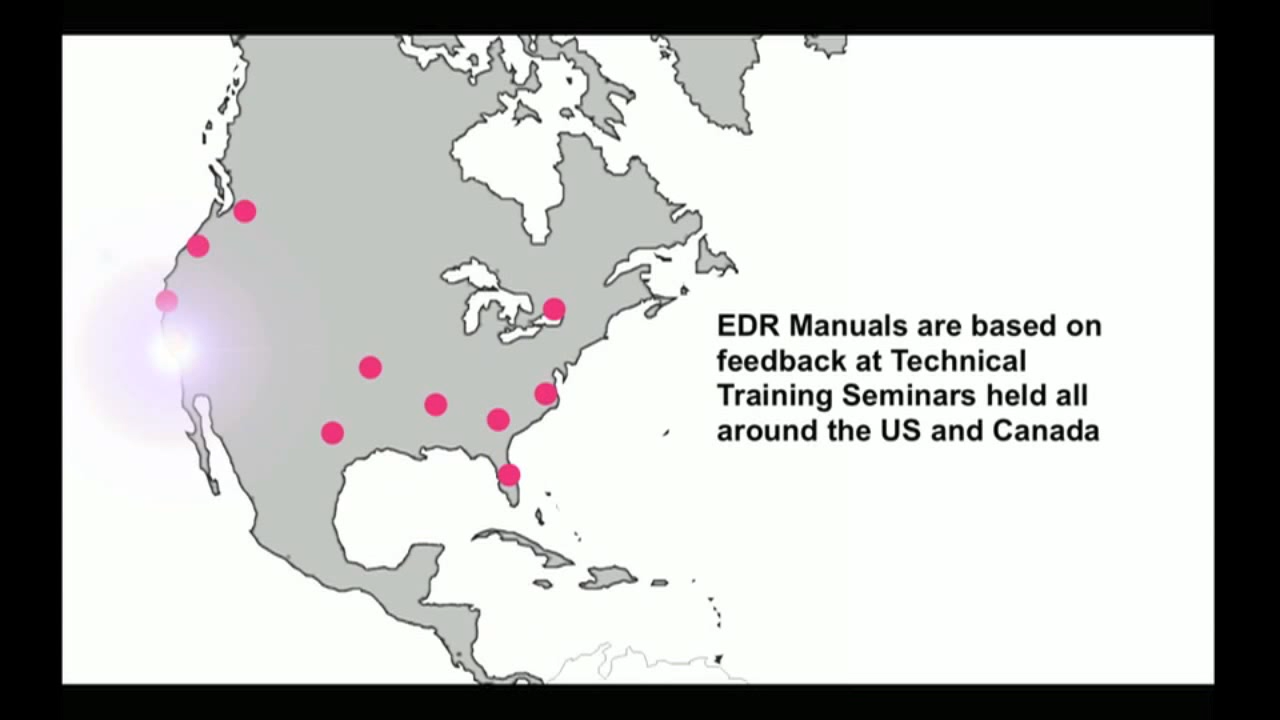 EDR Manuals are based on
feedback at Technical
Training Seminars held all
around the US and Canada